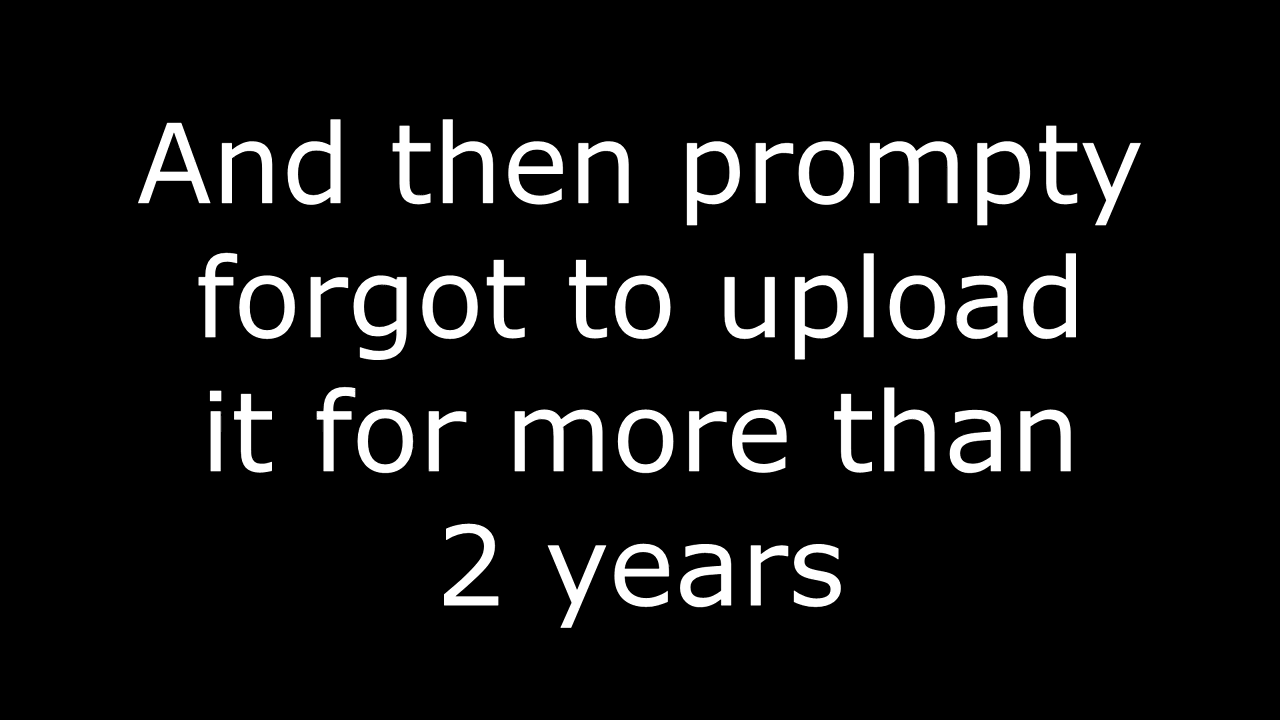 And then prompty
forgot to upload
it for more than
2 years